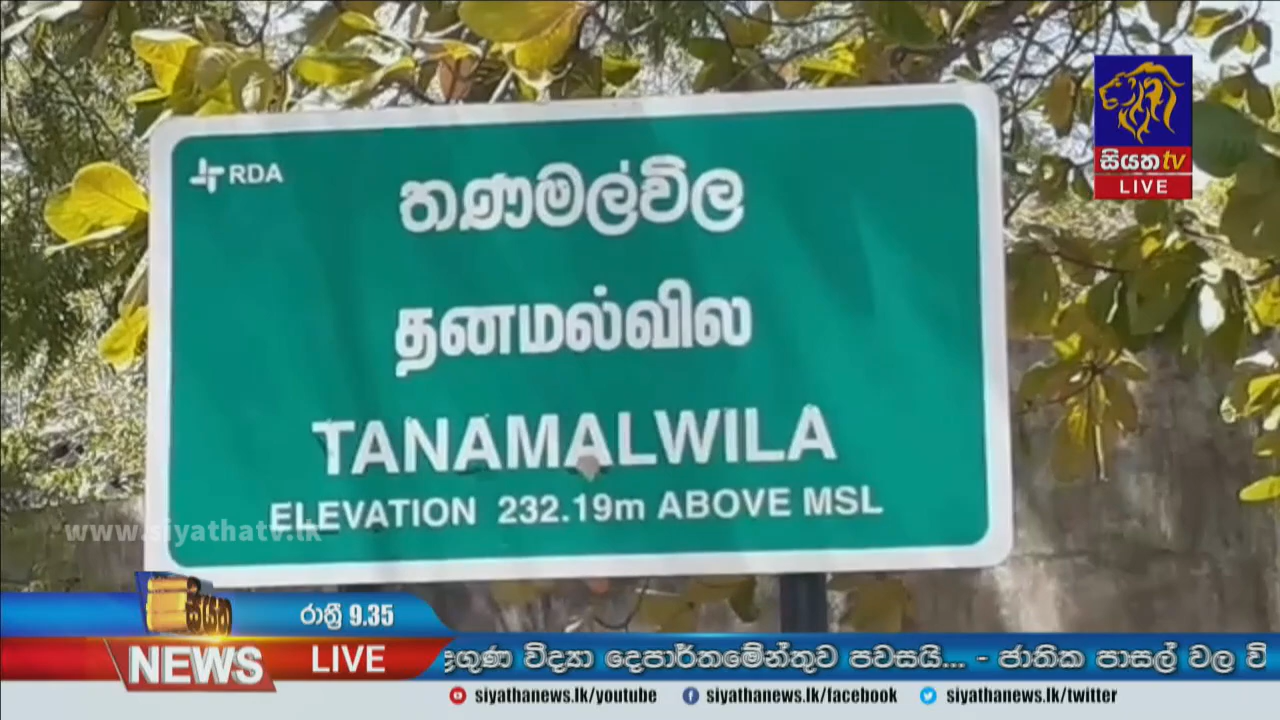 RDA
තණමල්විල
தனமல்வில
TANAMALWILA
ELEVATION 232.19m ABOVE MSL
සියත tv
LIVE
www.siyathatv.lk
සියත
රාත්‍රී 9.35
NEWS LIVE
ගුණ විද්‍යා දෙපාර්තමේන්තුව පවසයි... - ජාතික පාසල් වල වි
siyathanews.lk/youtube siyathanews.lk/facebook siyathanews.lk/twitter